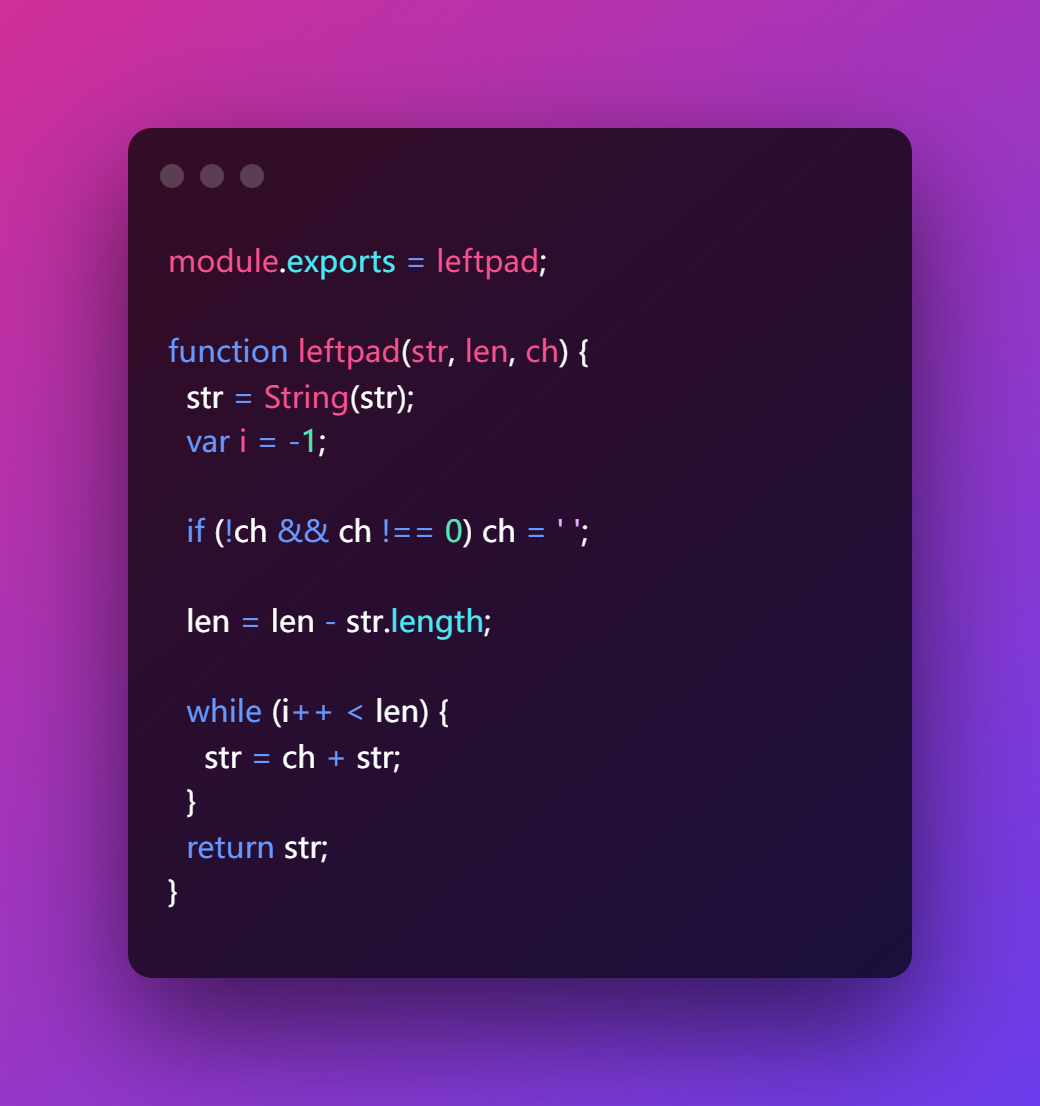 module.exports = leftpad;
function leftpad(str, len, ch) {
  str = String(str);
  var i = -1;
  if (!ch && ch !== 0) ch = ' ';
  len = len - str.length;
  while (i++ < len) {
    str = ch + str;
  }
  return str;
}